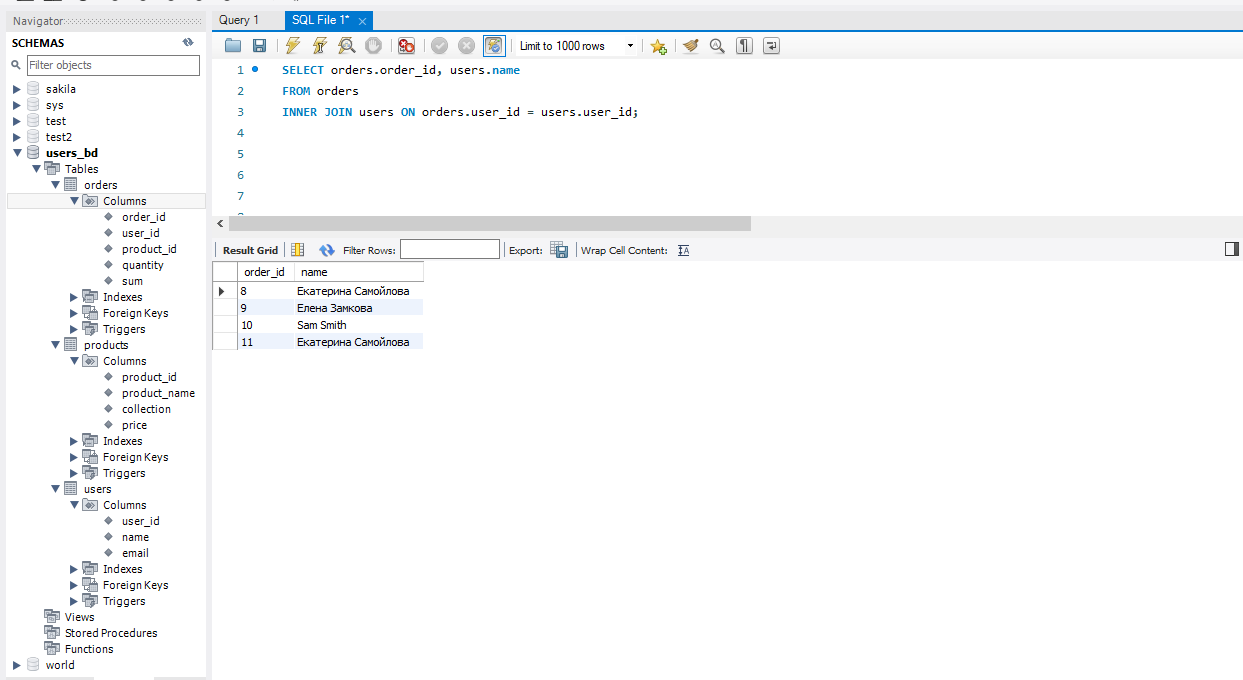 Navigator
Query 1
SQL File 1*
SCHEMAS
Filter objects
sakila
sys
test
test2
users_bd
Tables
orders
Columns
order_id
user_id
product_id
quantity
sum
Indexes
Foreign Keys
Triggers
products
Columns
product_id
product_name
collection
price
Indexes
Foreign Keys
Triggers
users
Columns
user_id
name
email
Indexes
Foreign Keys
Triggers
Views
Stored Procedures
Functions
world
Limit to 1000 rows
1 SELECT orders.order_id, users.name
2 FROM orders
3 INNER JOIN users ON orders.user_id = users.user_id;
4
5
6
7
Result Grid Filter Rows: Export: Wrap Cell Content:
order_id name
8 Екатерина Самойлова
9 Елена Замкова
10 Sam Smith
11 Екатерина Самойлова